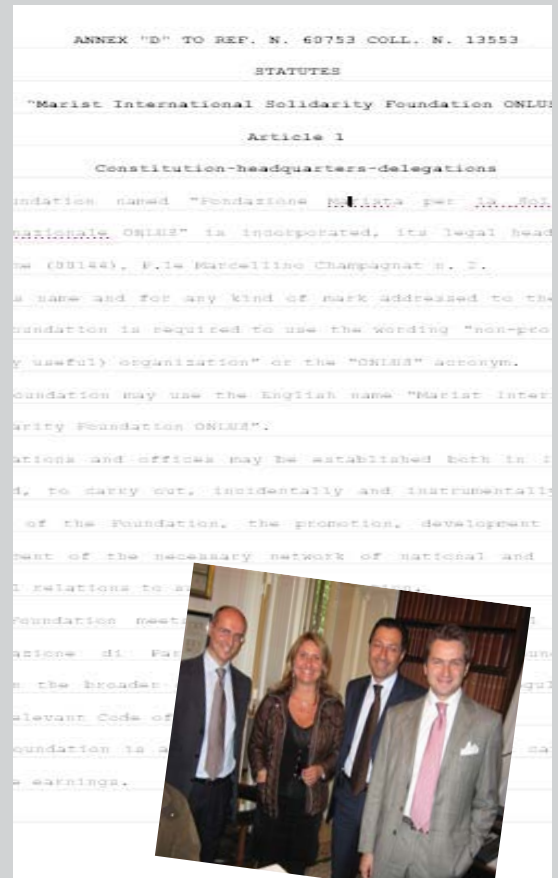 ANNEX "D" TO REF. N. 60753 COLL. N. 13553
STATUTES
"Marist International Solidarity Foundation ONLUS
Article 1
Constitution-headquarters-delegations
undation named "Fondazione Marista per la Sol
nazionale ONLUS" is incorporated, its legal head
me (00144), P.le Marcellino Champagnat n. 2.
s name and for any kind of mark addressed to the
oundation is required to use the wording "non-pro
y useful) organization" or the "ONLUS" acronym.
oundation may use the English name "Marist Inter
arity Foundation ONLUS".
ations and offices may be established both in I
d, to carry out, incidentally and instrumentally
of the Foundation, the promotion, development
ment of the necessary network of national and
l relations to
Foundation meets
azione di
n the broader
elevant Code of
oundation is a
e earnings.